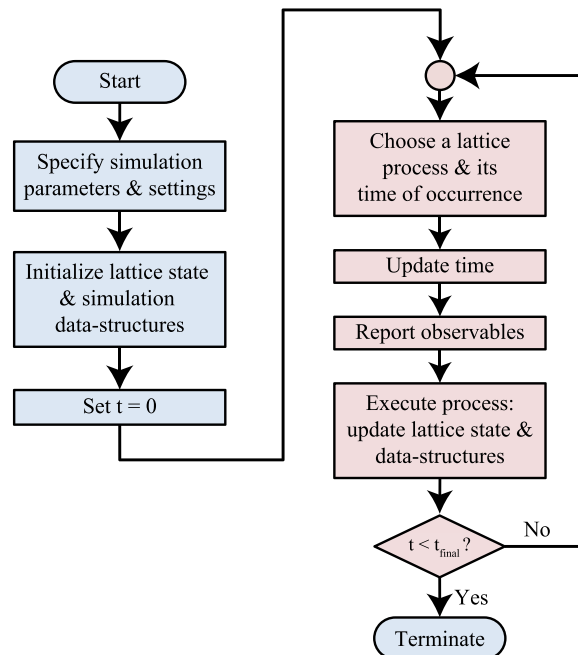 Start
Specify simulation
parameters & settings
Initialize lattice state
& simulation
data-structures
Set t = 0
Choose a lattice
process & its
time of occurrence
Update time
Report observables
Execute process:
update lattice state &
data-structures
t < t_final ?
No
Yes
Terminate